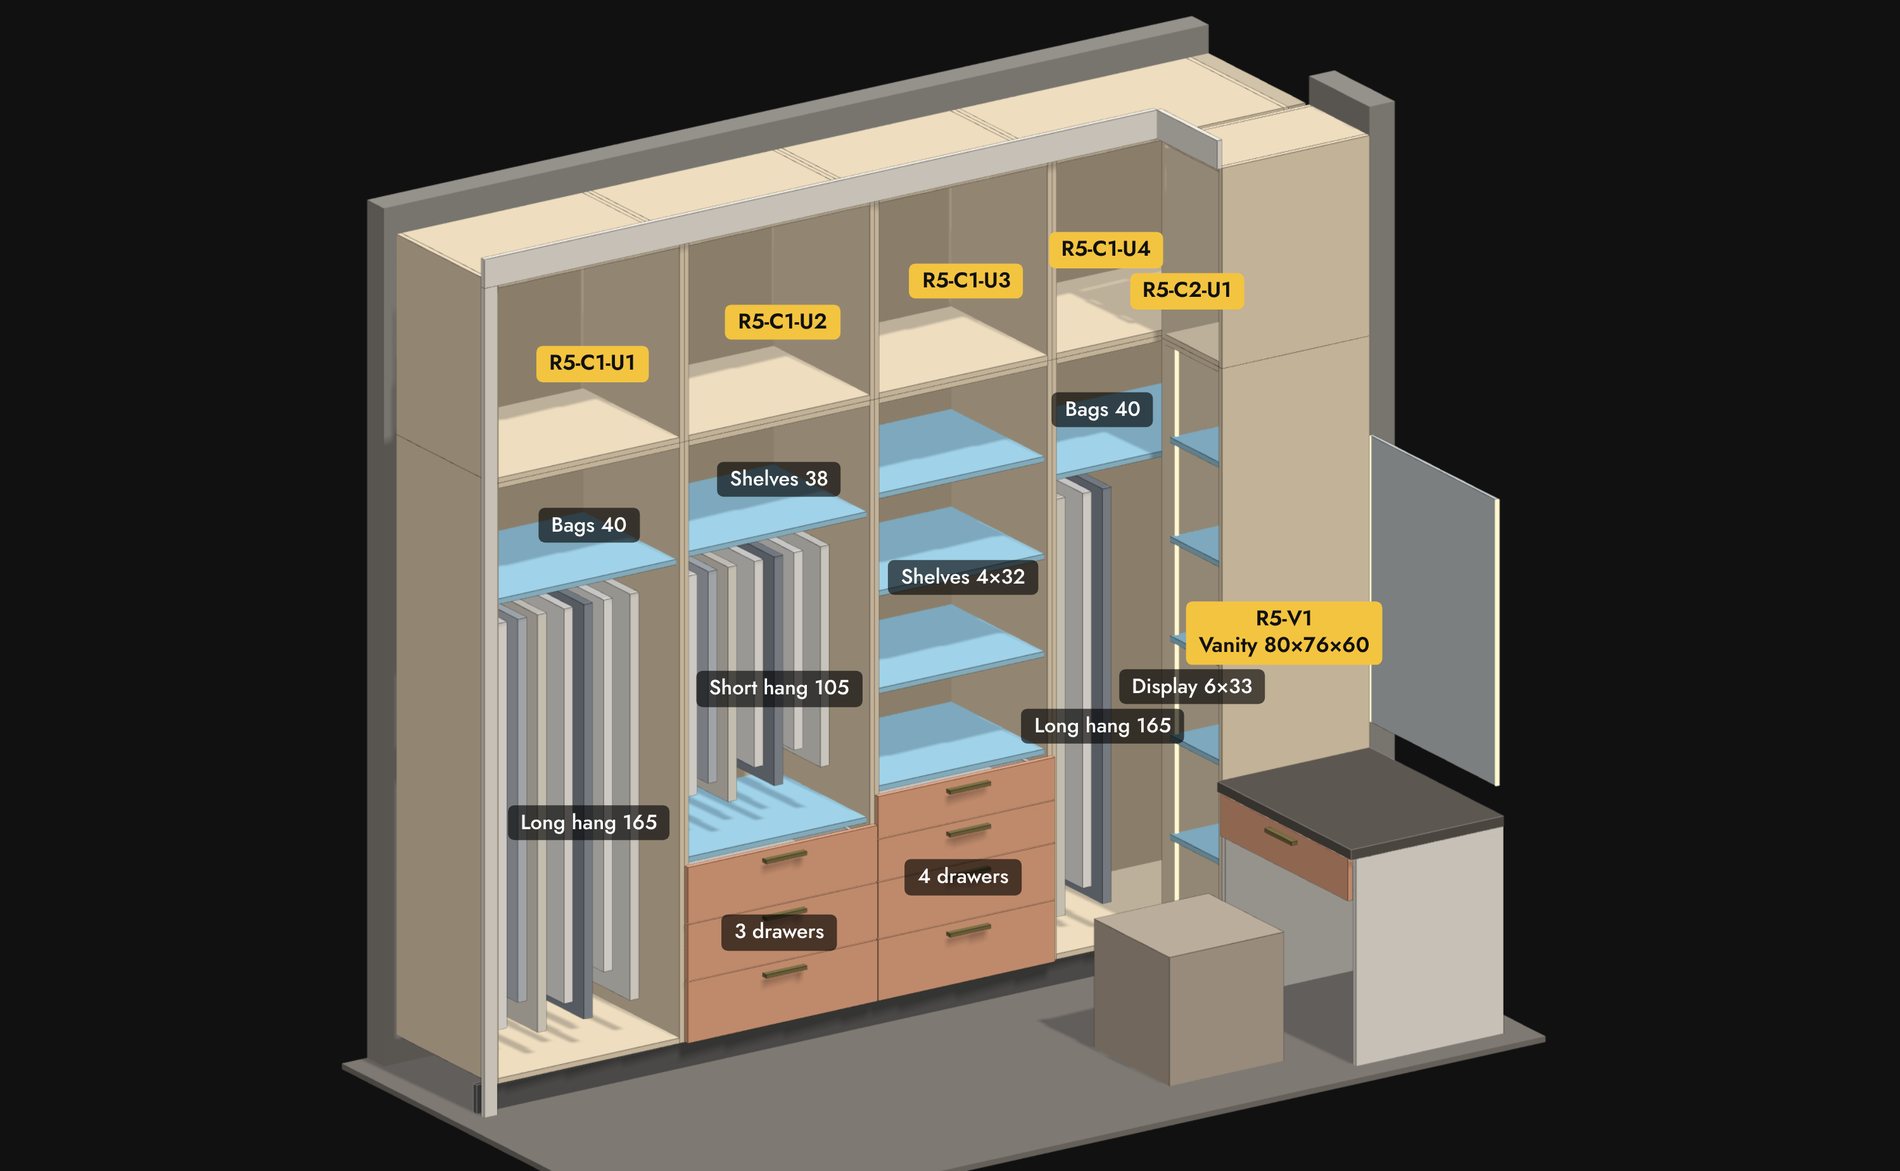 R5-C1-U4
R5-C1-U3
R5-C2-U1
R5-C1-U2
R5-C1-U1
Bags 40
Shelves 38
Bags 40
Shelves 4×32
R5-V1
Vanity 80×76×60
Short hang 105
Display 6×33
Long hang 165
Long hang 165
4 drawers
3 drawers